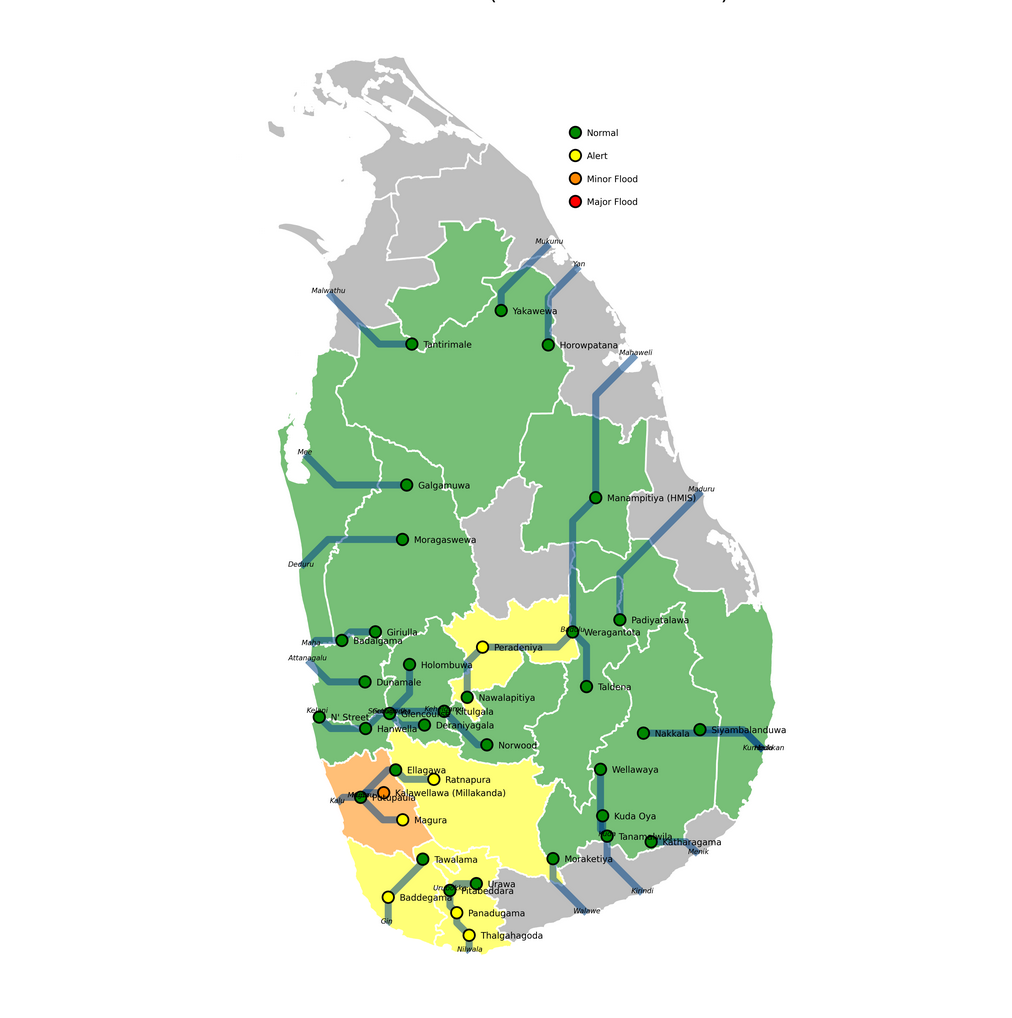 Normal
Alert
Minor Flood
Major Flood
Mukunu
Yan
Malwathu
Yakawewa
Tantirimale
Horowpatana
Mahaweli
Mee
Galgamuwa
Maduru
Manampitiya (HMIS)
Moragaswewa
Deduru
Padiyatalawa
Giriulla
Weragantota
Maha
Badalgama
Peradeniya
Attanagalu
Holombuwa
Dunamale
Taldena
Nawalapitiya
Kelani
N' Street
Glencourse
Kitulgala
Deraniyagala
Hanwella
Siyambalanduwa
Nakkala
Norwood
Ellagawa
Wellawaya
Ratnapura
Kalawellawa (Millakanda)
Kalu
Putupaula
Magura
Kuda Oya
Tanamalwila
Katharagama
Menik
Tawalama
Moraketiya
Urawa
Pitabeddara
Kirindi
Baddegama
Panadugama
Walawe
Gin
Thalgahagoda
Nilwala